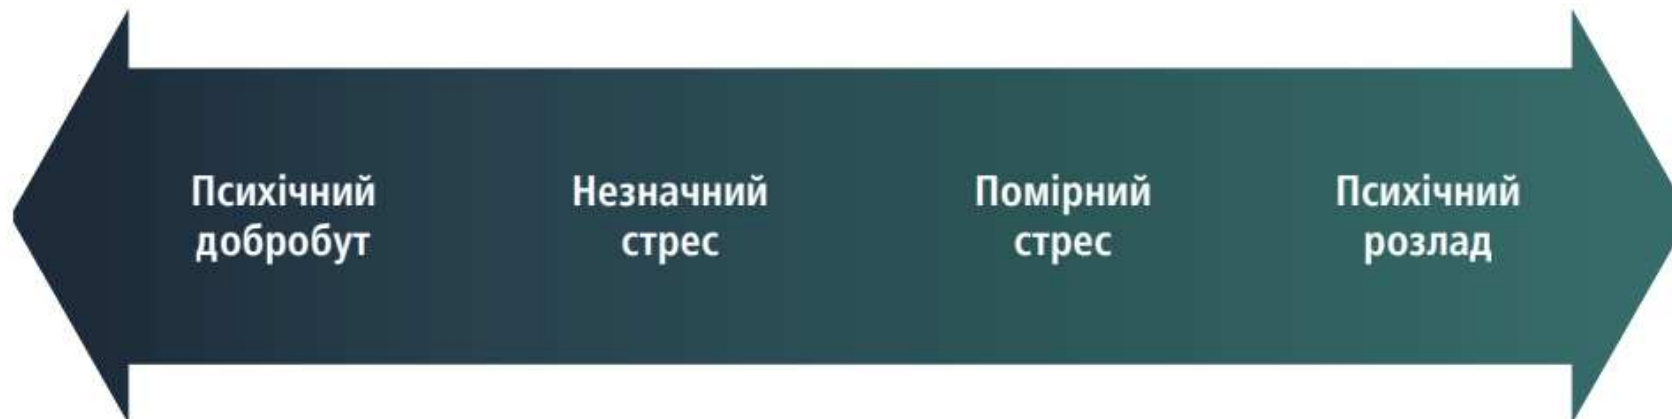 Психічний
добробут
Незначний
стрес
Помірний
стрес
Психічний
розлад